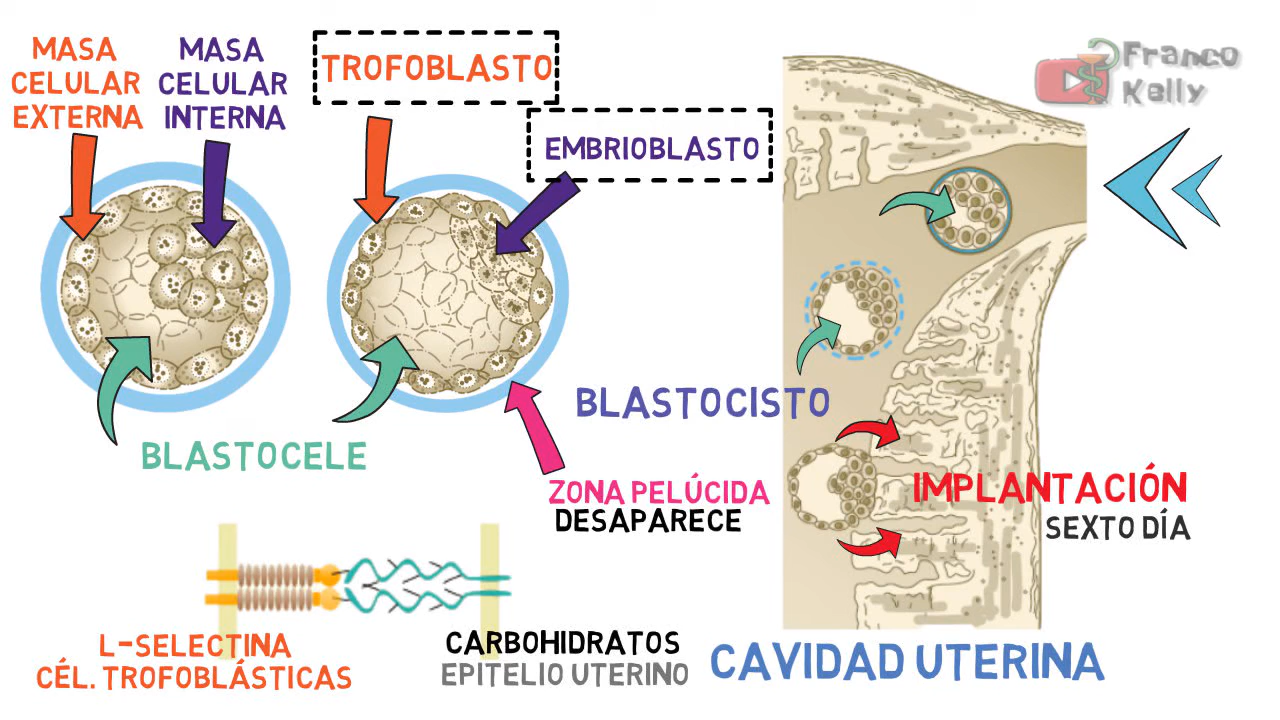 MASA
CELULAR
EXTERNA
MASA
CELULAR
INTERNA
TROFOBLASTO
EMBRIOBLASTO
Franco
Kelly
BLASTOCISTO
BLASTOCELE
ZONA PELÚCIDA
DESAPARECE
IMPLANTACIÓN
SEXTO DÍA
L-SELECTINA
CÉL. TROFOBLÁSTICAS
CARBOHIDRATOS
EPITELIO UTERINO
CAVIDAD UTERINA